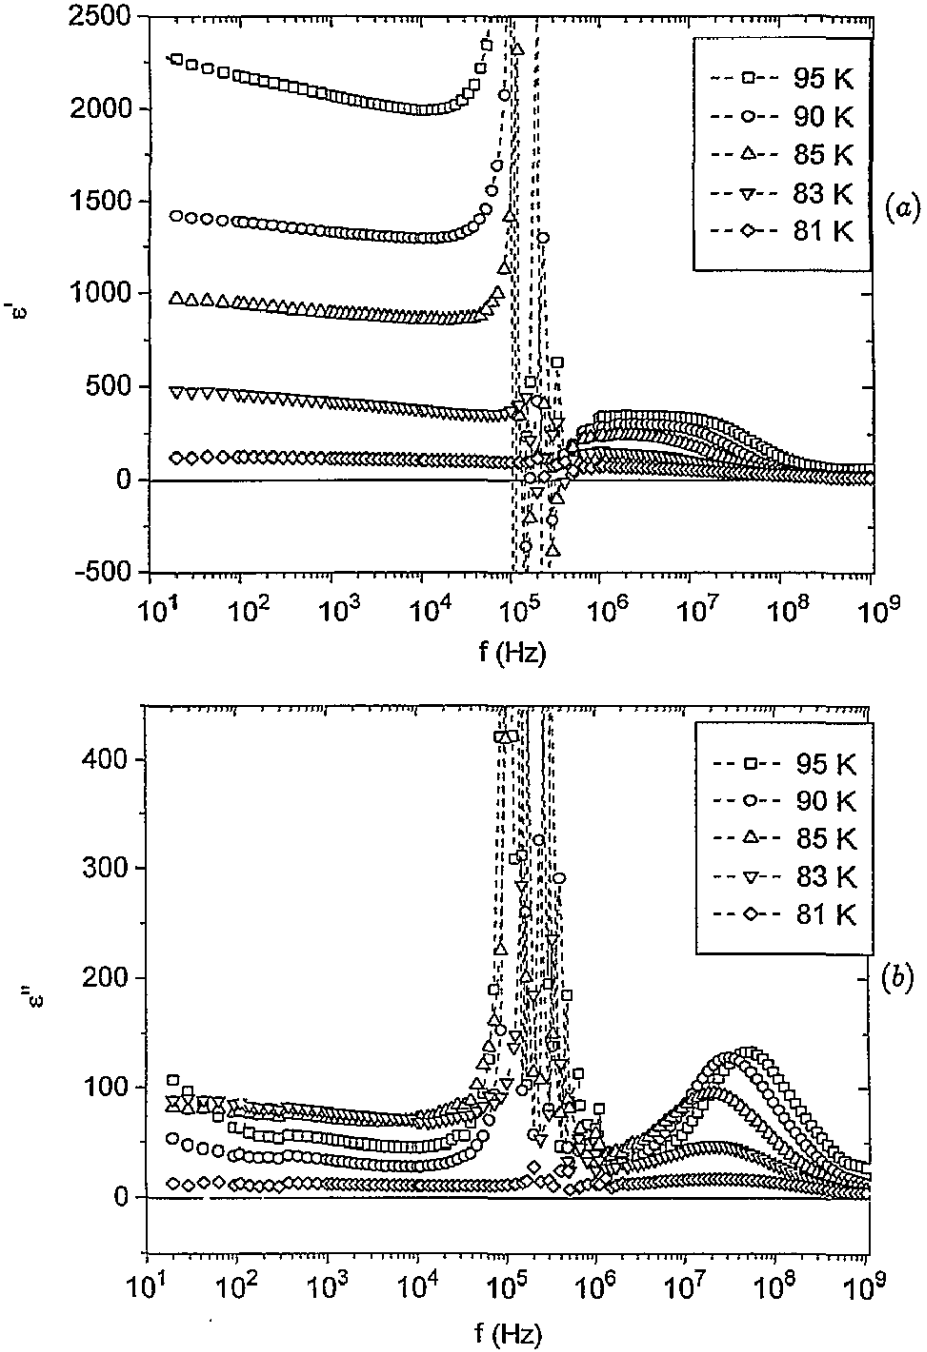 2500
2000
1500
1000
500
0
-500
ε'
95 K
90 K
85 K
83 K
81 K
(a)
10¹ 10² 10³ 10⁴ 10⁵ 10⁶ 10⁷ 10⁸ 10⁹
f (Hz)
400
300
200
100
0
ε"
95 K
90 K
85 K
83 K
81 K
(b)
10¹ 10² 10³ 10⁴ 10⁵ 10⁶ 10⁷ 10⁸ 10⁹
f (Hz)